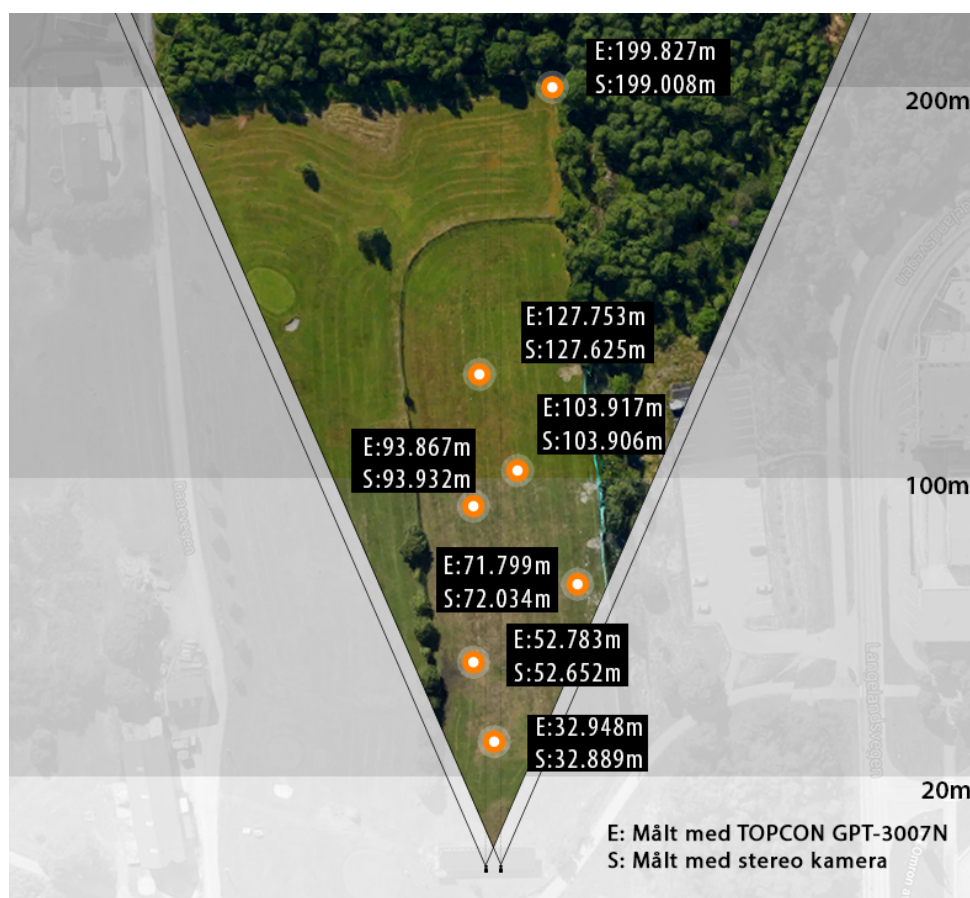 E:199.827m
S:199.008m
200m
E:127.753m
S:127.625m
E:103.917m
S:103.906m
E:93.867m
S:93.932m
100m
E:71.799m
S:72.034m
E:52.783m
S:52.652m
Langelandsvegen
E:32.948m
S:32.889m
20m
E: Målt med TOPCON GPT-3007N
S: Målt med stereo kamera